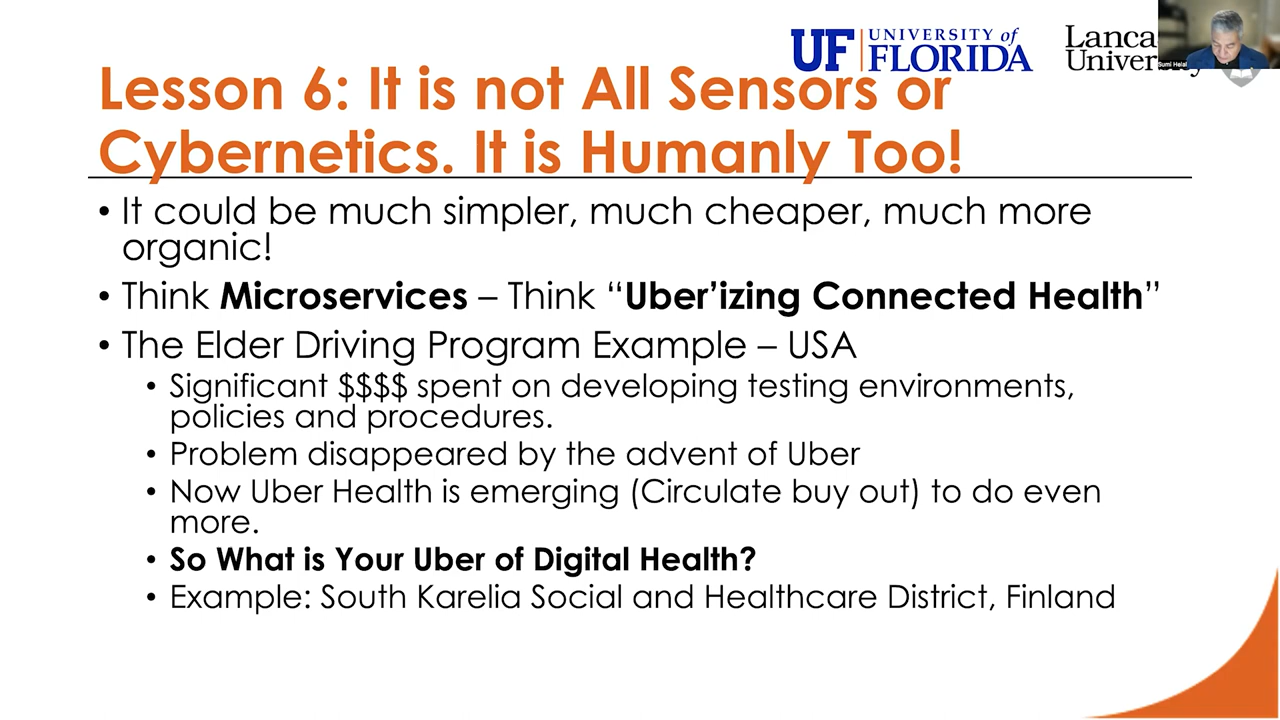 UF UNIVERSITY of
FLORIDA
Lanca
University
Sumi Helal
Lesson 6: It is not All Sensors or
Cybernetics. It is Humanly Too!
• It could be much simpler, much cheaper, much more
organic!
• Think Microservices – Think “Uber’izing Connected Health”
• The Elder Driving Program Example – USA
• Significant $$$$ spent on developing testing environments,
policies and procedures.
• Problem disappeared by the advent of Uber
• Now Uber Health is emerging (Circulate buy out) to do even
more.
• So What is Your Uber of Digital Health?
• Example: South Karelia Social and Healthcare District, Finland